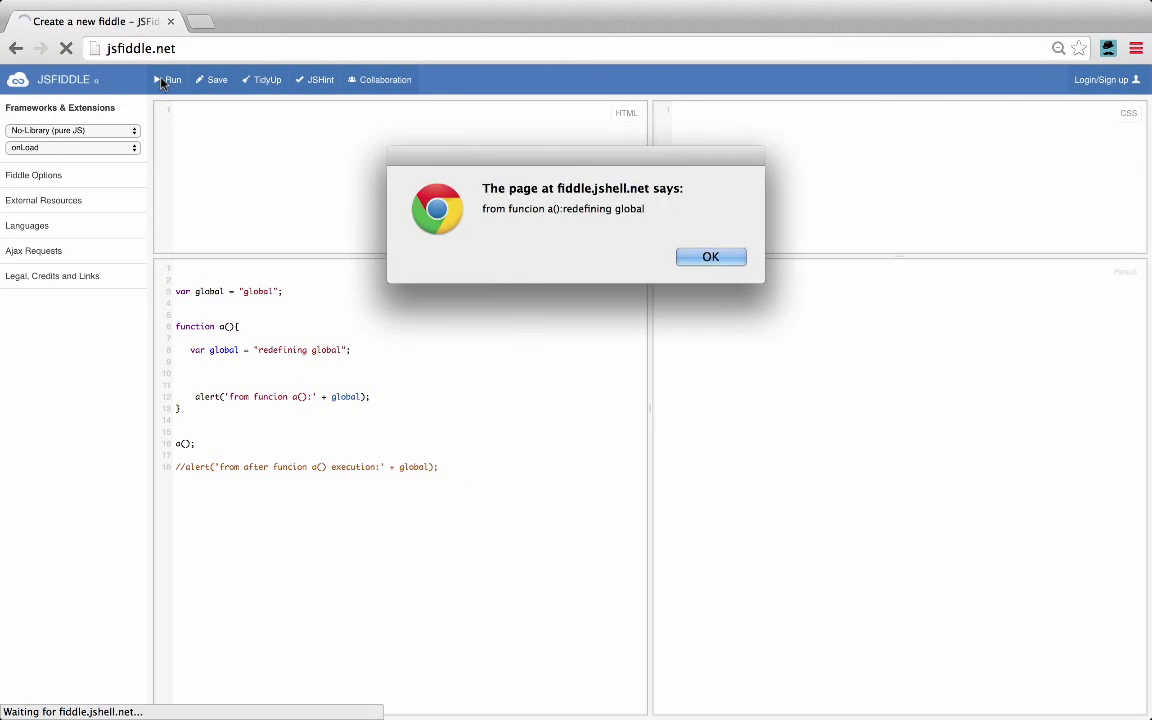 Create a new fiddle – JSFid
jsfiddle.net
JSFIDDLE α
Run
Save
TidyUp
JSHint
Collaboration
Login/Sign up
Frameworks & Extensions
No-Library (pure JS)
onLoad
Fiddle Options
External Resources
Languages
Ajax Requests
Legal, Credits and Links
1
HTML
1
CSS
The page at fiddle.jshell.net says:
from funcion a():redefining global
OK
Result
1
2
3 var global = "global";
4
5
6 function a(){
7
8 var global = "redefining global";
9
10
11
12 alert('from funcion a():' + global);
13 }
14
15
16 a();
17
18 //alert('from after funcion a() execution:' + global);
Waiting for fiddle.jshell.net...